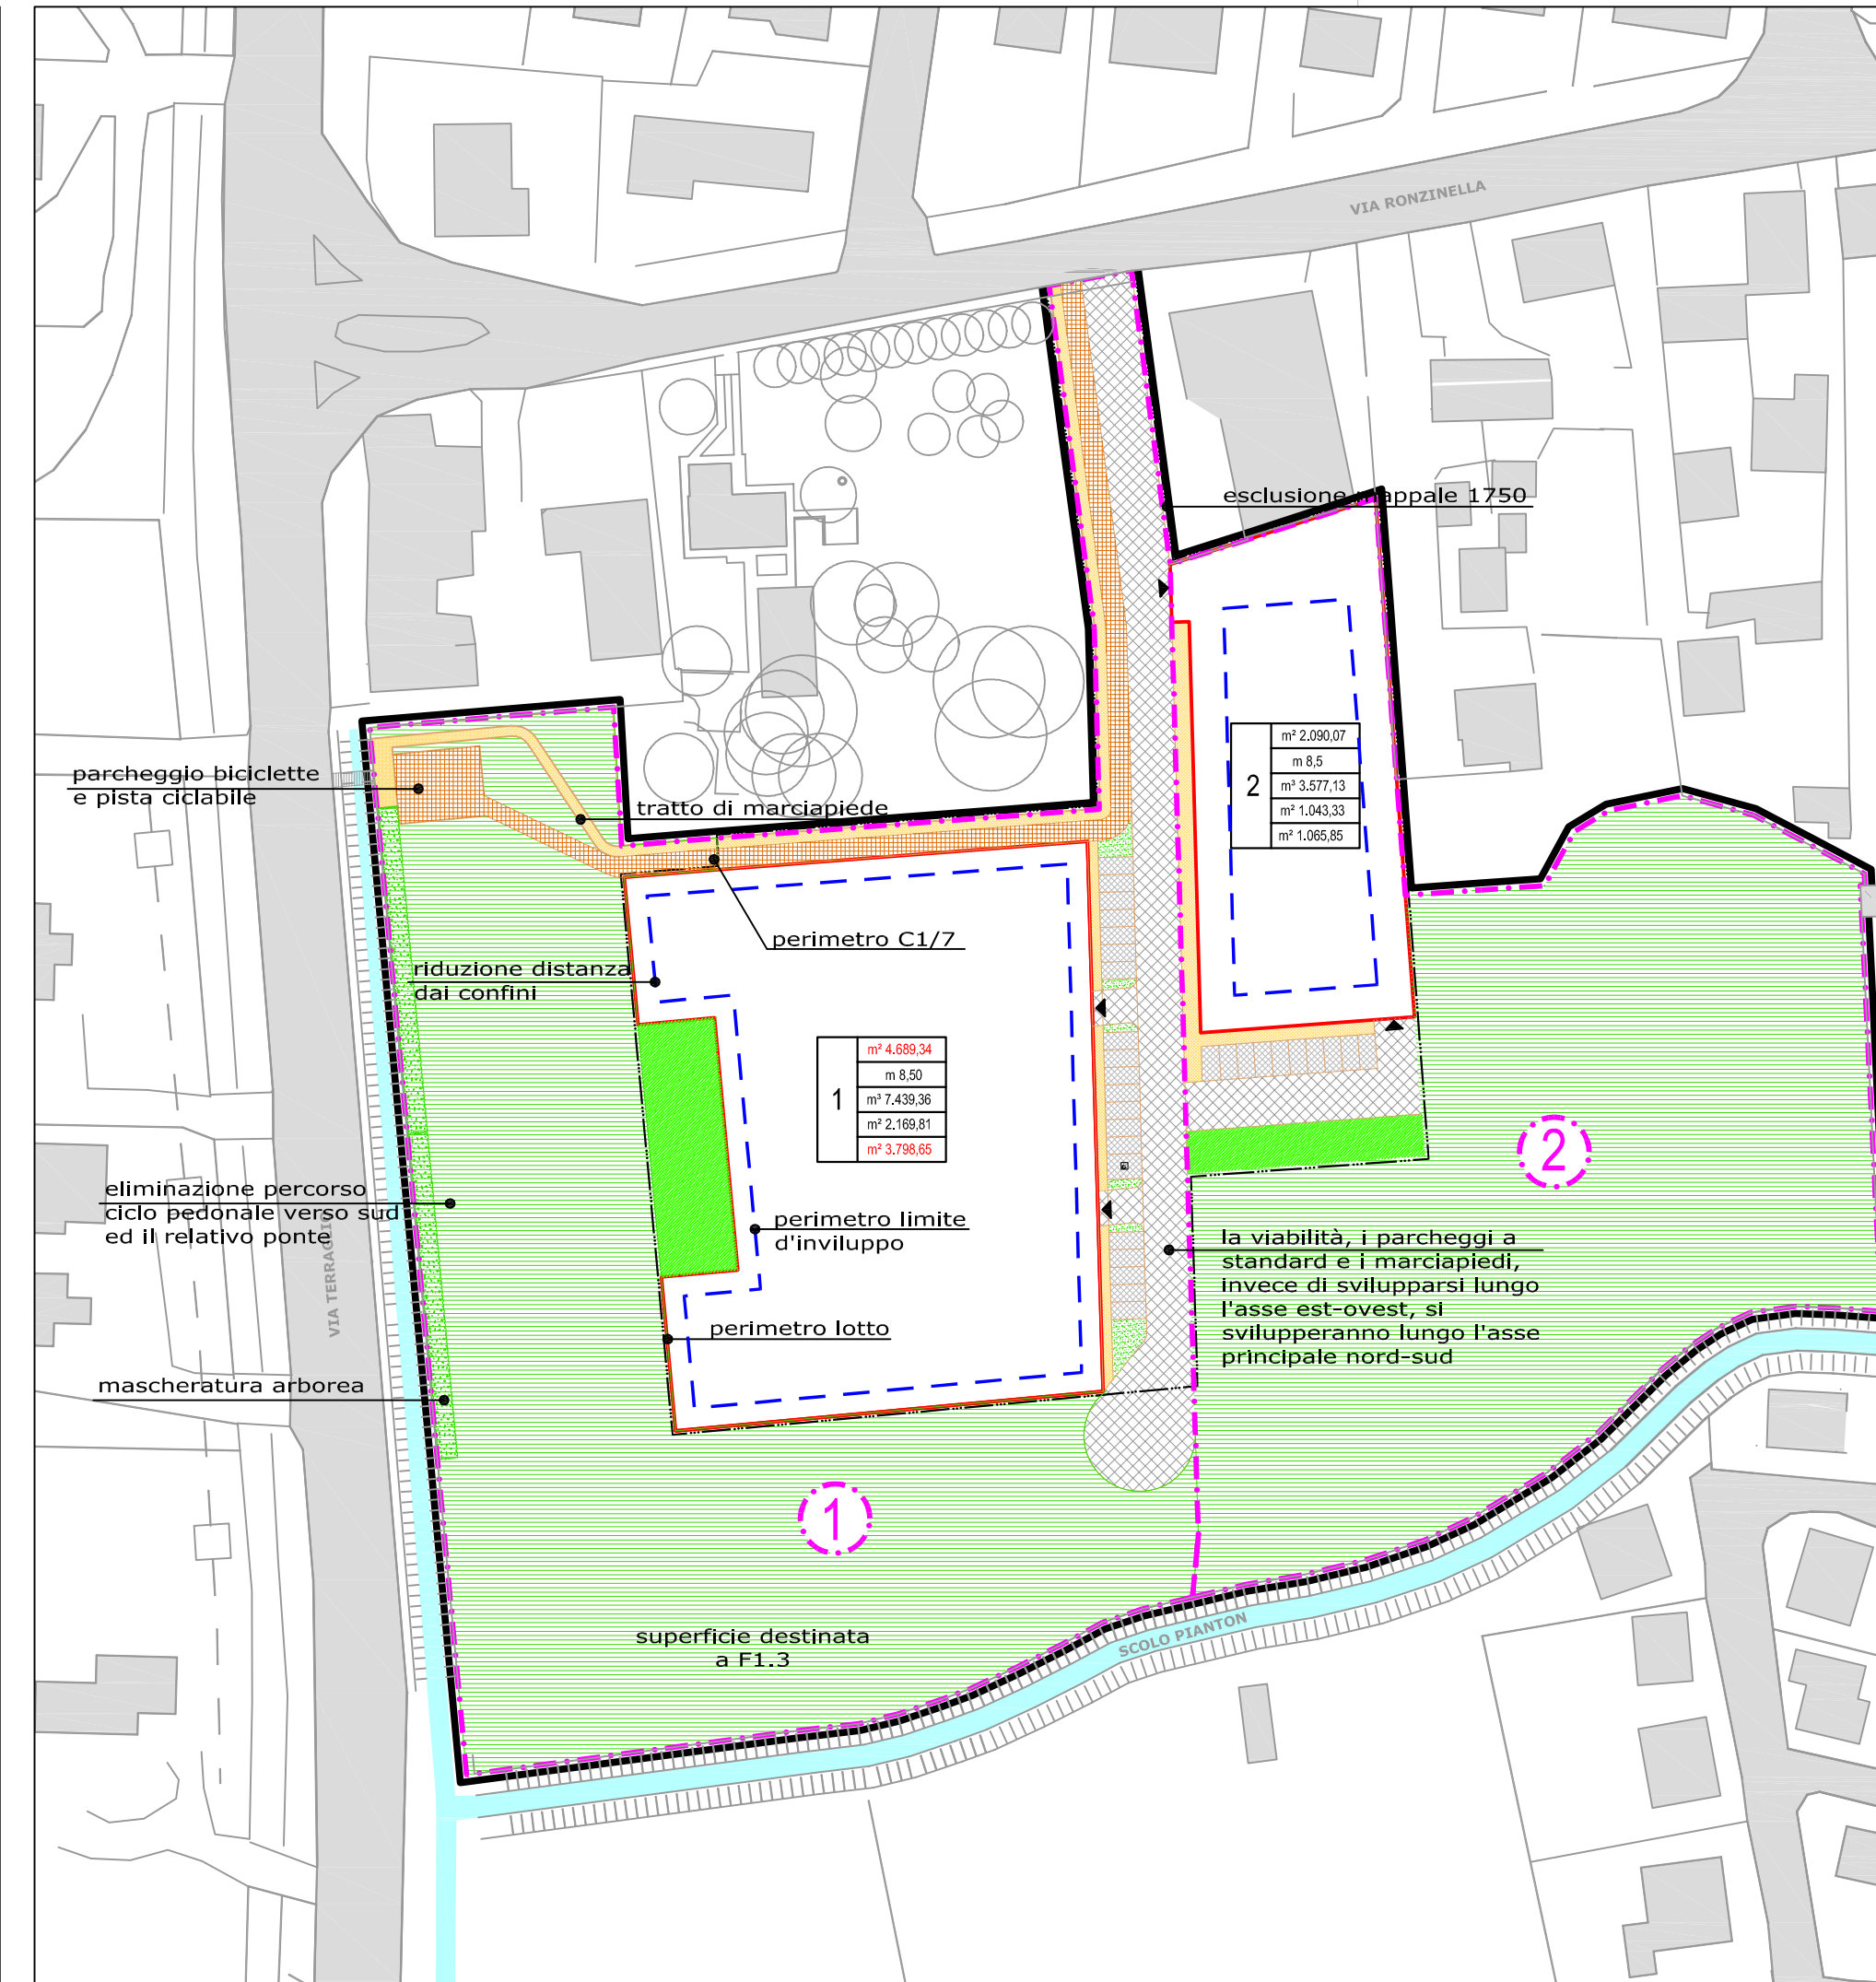 VIA RONZINELLA
esclusione mappale 1750
parcheggio biciclette
e pista ciclabile
tratto di marciapiede
2
m² 2.090,07
m 8,5
m³ 3.577,13
m² 1.043,33
m² 1.065,85
perimetro C1/7
riduzione distanza
dai confini
1
m² 4.689,34
m 8,50
m³ 7.439,36
m² 2.169,81
m² 3.798,65
2
eliminazione percorso
ciclo pedonale verso sud
ed il relativo ponte
VIA TERRAGLIO
perimetro limite
d'inviluppo
la viabilità, i parcheggi a
standard e i marciapiedi,
invece di svilupparsi lungo
l'asse est-ovest, si
svilupperanno lungo l'asse
principale nord-sud
perimetro lotto
mascheratura arborea
1
superficie destinata
a F1.3
SCOLO PIANTON